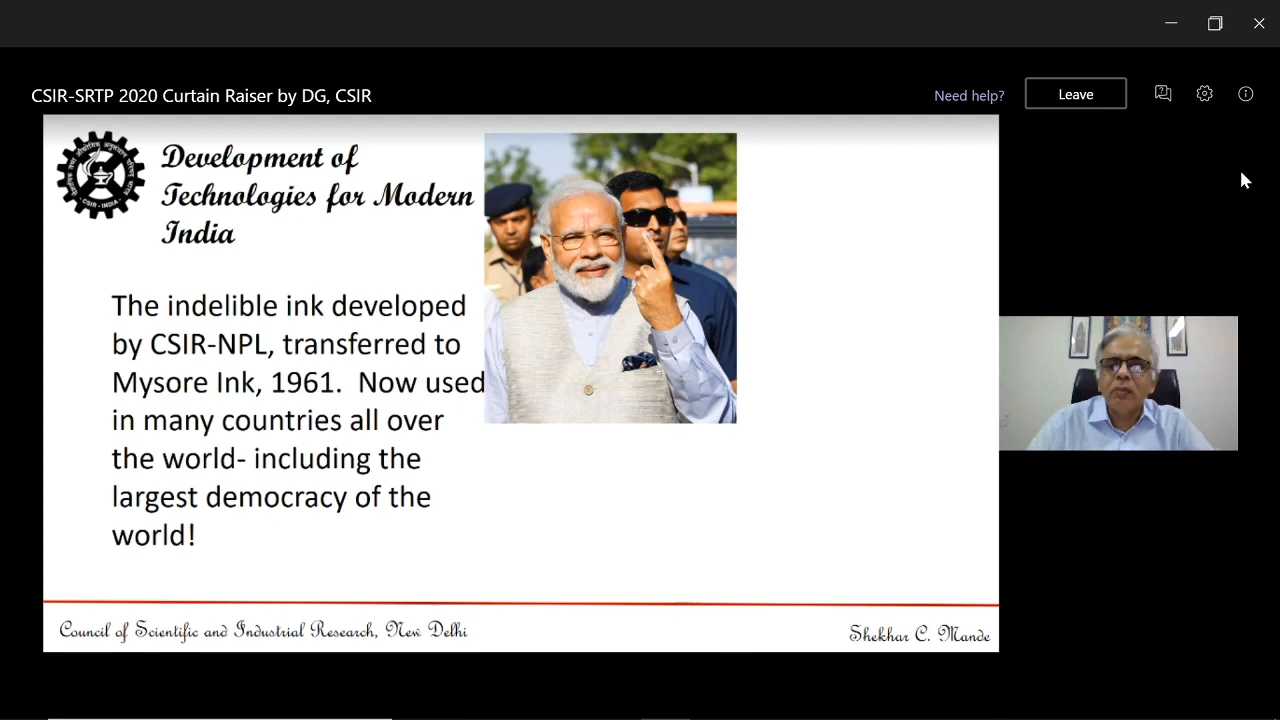 CSIR-SRTP 2020 Curtain Raiser by DG, CSIR
Need help?
Leave
Development of
Technologies for Modern
India
CSIR - INDIA
The indelible ink developed
by CSIR-NPL, transferred to
Mysore Ink, 1961. Now used
in many countries all over
the world- including the
largest democracy of the
world!
Council of Scientific and Industrial Research, New Delhi
Shekhar C. Mande